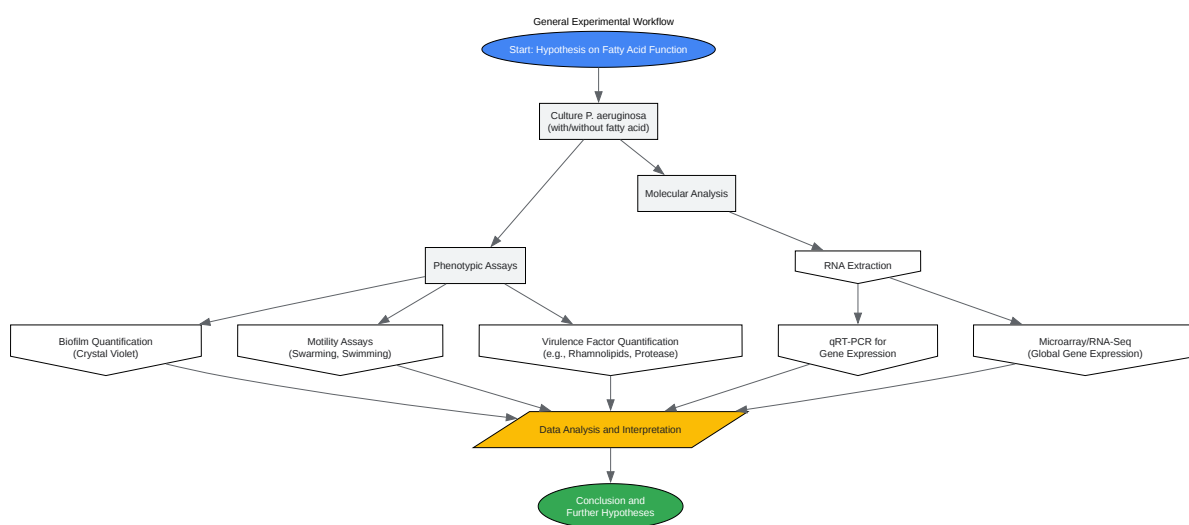 General Experimental Workflow
Start: Hypothesis on Fatty Acid Function
Culture P. aeruginosa
(with/without fatty acid)
Molecular Analysis
Phenotypic Assays
RNA Extraction
Biofilm Quantification
(Crystal Violet)
Motility Assays
(Swarming, Swimming)
Virulence Factor Quantification
(e.g., Rhamnolipids, Protease)
qRT-PCR for
Gene Expression
Microarray/RNA-Seq
(Global Gene Expression)
Data Analysis and Interpretation
Conclusion and
Further Hypotheses